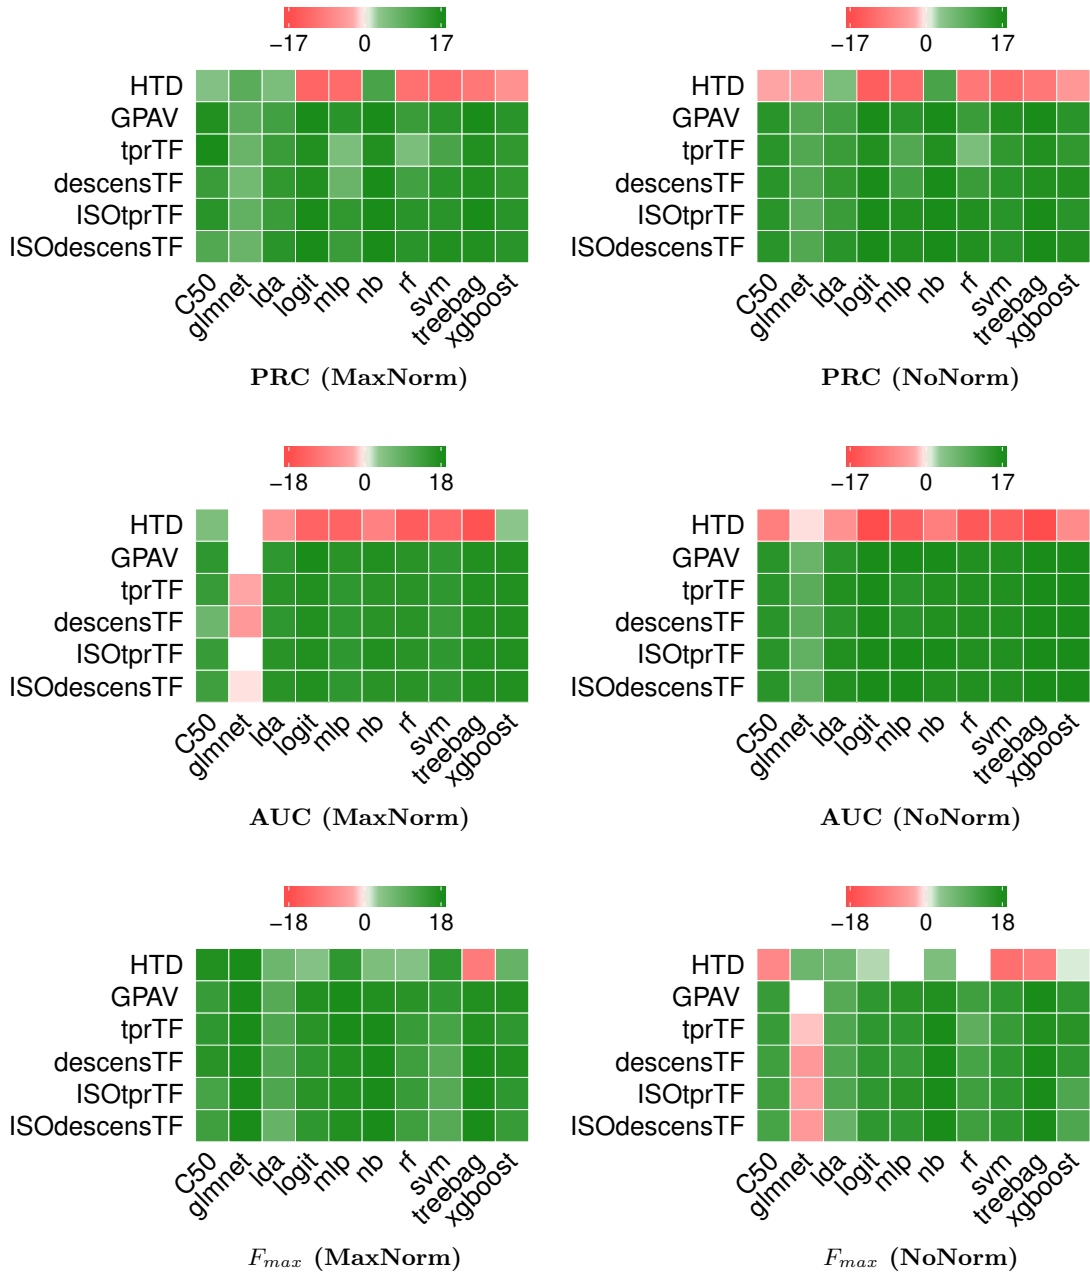 −17 0 17
HTD
GPAV
tprTF
descensTF
ISOtprTF
ISOdescensTF
C50 glmnet lda logit mlp nb rf svm treebag xgboost
PRC (MaxNorm)
−17 0 17
HTD
GPAV
tprTF
descensTF
ISOtprTF
ISOdescensTF
C50 glmnet lda logit mlp nb rf svm treebag xgboost
PRC (NoNorm)
−18 0 18
HTD
GPAV
tprTF
descensTF
ISOtprTF
ISOdescensTF
C50 glmnet lda logit mlp nb rf svm treebag xgboost
AUC (MaxNorm)
−17 0 17
HTD
GPAV
tprTF
descensTF
ISOtprTF
ISOdescensTF
C50 glmnet lda logit mlp nb rf svm treebag xgboost
AUC (NoNorm)
−18 0 18
HTD
GPAV
tprTF
descensTF
ISOtprTF
ISOdescensTF
C50 glmnet lda logit mlp nb rf svm treebag xgboost
Fmax (MaxNorm)
−18 0 17
HTD
GPAV
tprTF
descensTF
ISOtprTF
ISOdescensTF
C50 glmnet lda logit mlp nb rf svm treebag xgboost
Fmax (NoNorm)